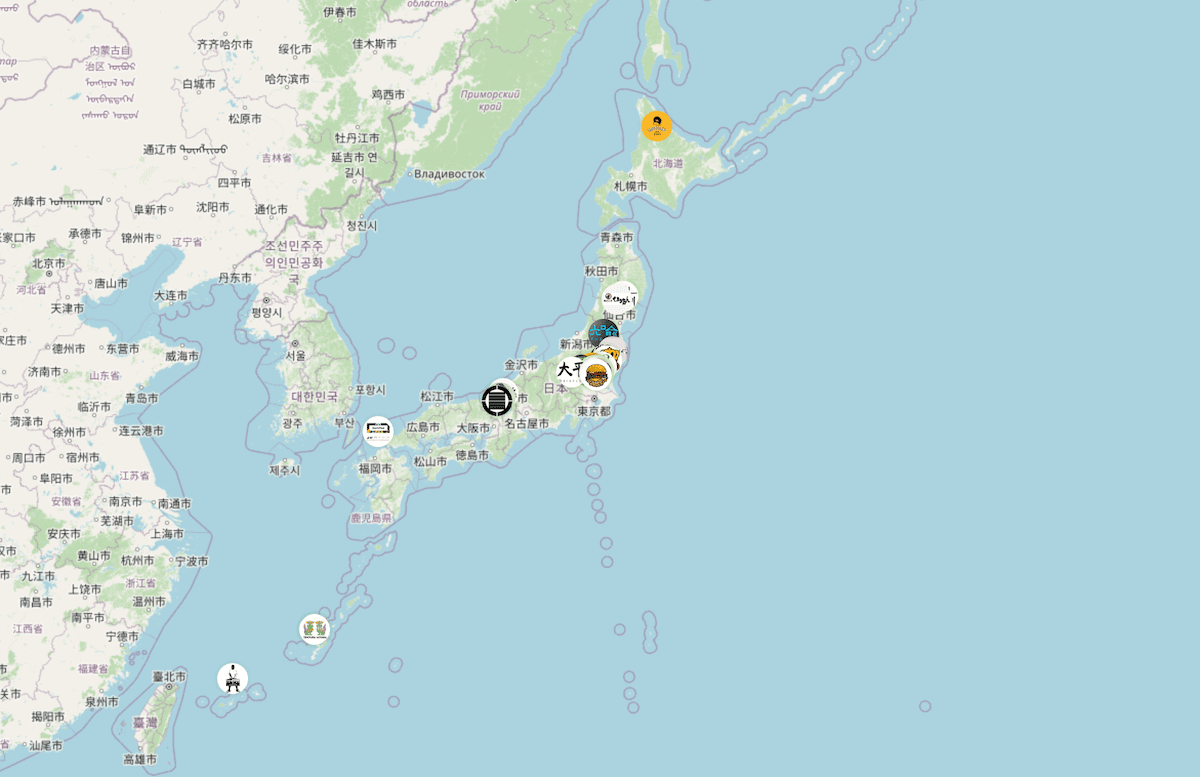 область
伊春市
齐齐哈尔市
绥化市
佳木斯市
内蒙古自
治区
白城市
哈尔滨市
鸡西市
Приморский
край
松原市
牡丹江市
通辽市
吉林省
延吉市 연
길시
北海道
Владивосток
四平市
札幌市
赤峰市
阜新市
沈阳市
通化市
청진시
承德市
锦州市
辽宁省
青森市
조선민주주
의인민공화
국
北京市
丹东市
秋田市
河北省
唐山市
大连市
天津市
평양시
仙台市
新潟市
德州市
东营市
威海市
서울
金沢市
济南市
山东省
大平
日本
青岛市
대한민국
포항시
松江市
临沂市
東京都
菏泽市
광주
부산
広島市
大阪市
名古屋市
徐州市
连云港市
周口市
宿州市
제주시
福岡市
松山市
徳島市
阜阳市
江苏省
安徽省
南京市
南通市
芜湖市
鹿児島県
安庆市
上海市
黄山市
杭州市
宁波市
九江市
浙江省
上饶市
南昌市
温州市
南平市
江西省
宁德市
福建省
臺北市
泉州市
揭阳市
臺灣
汕尾市
高雄市